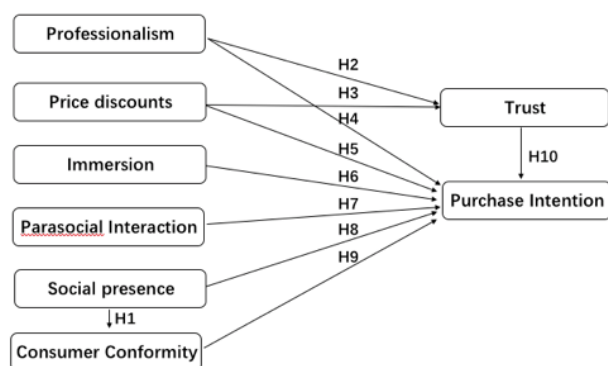 Professionalism
H2
Price discounts
H3
Trust
H4
H5
H10
Immersion
H6
Purchase Intention
H7
Parasocial Interaction
H8
H9
Social presence
H1
Consumer Conformity